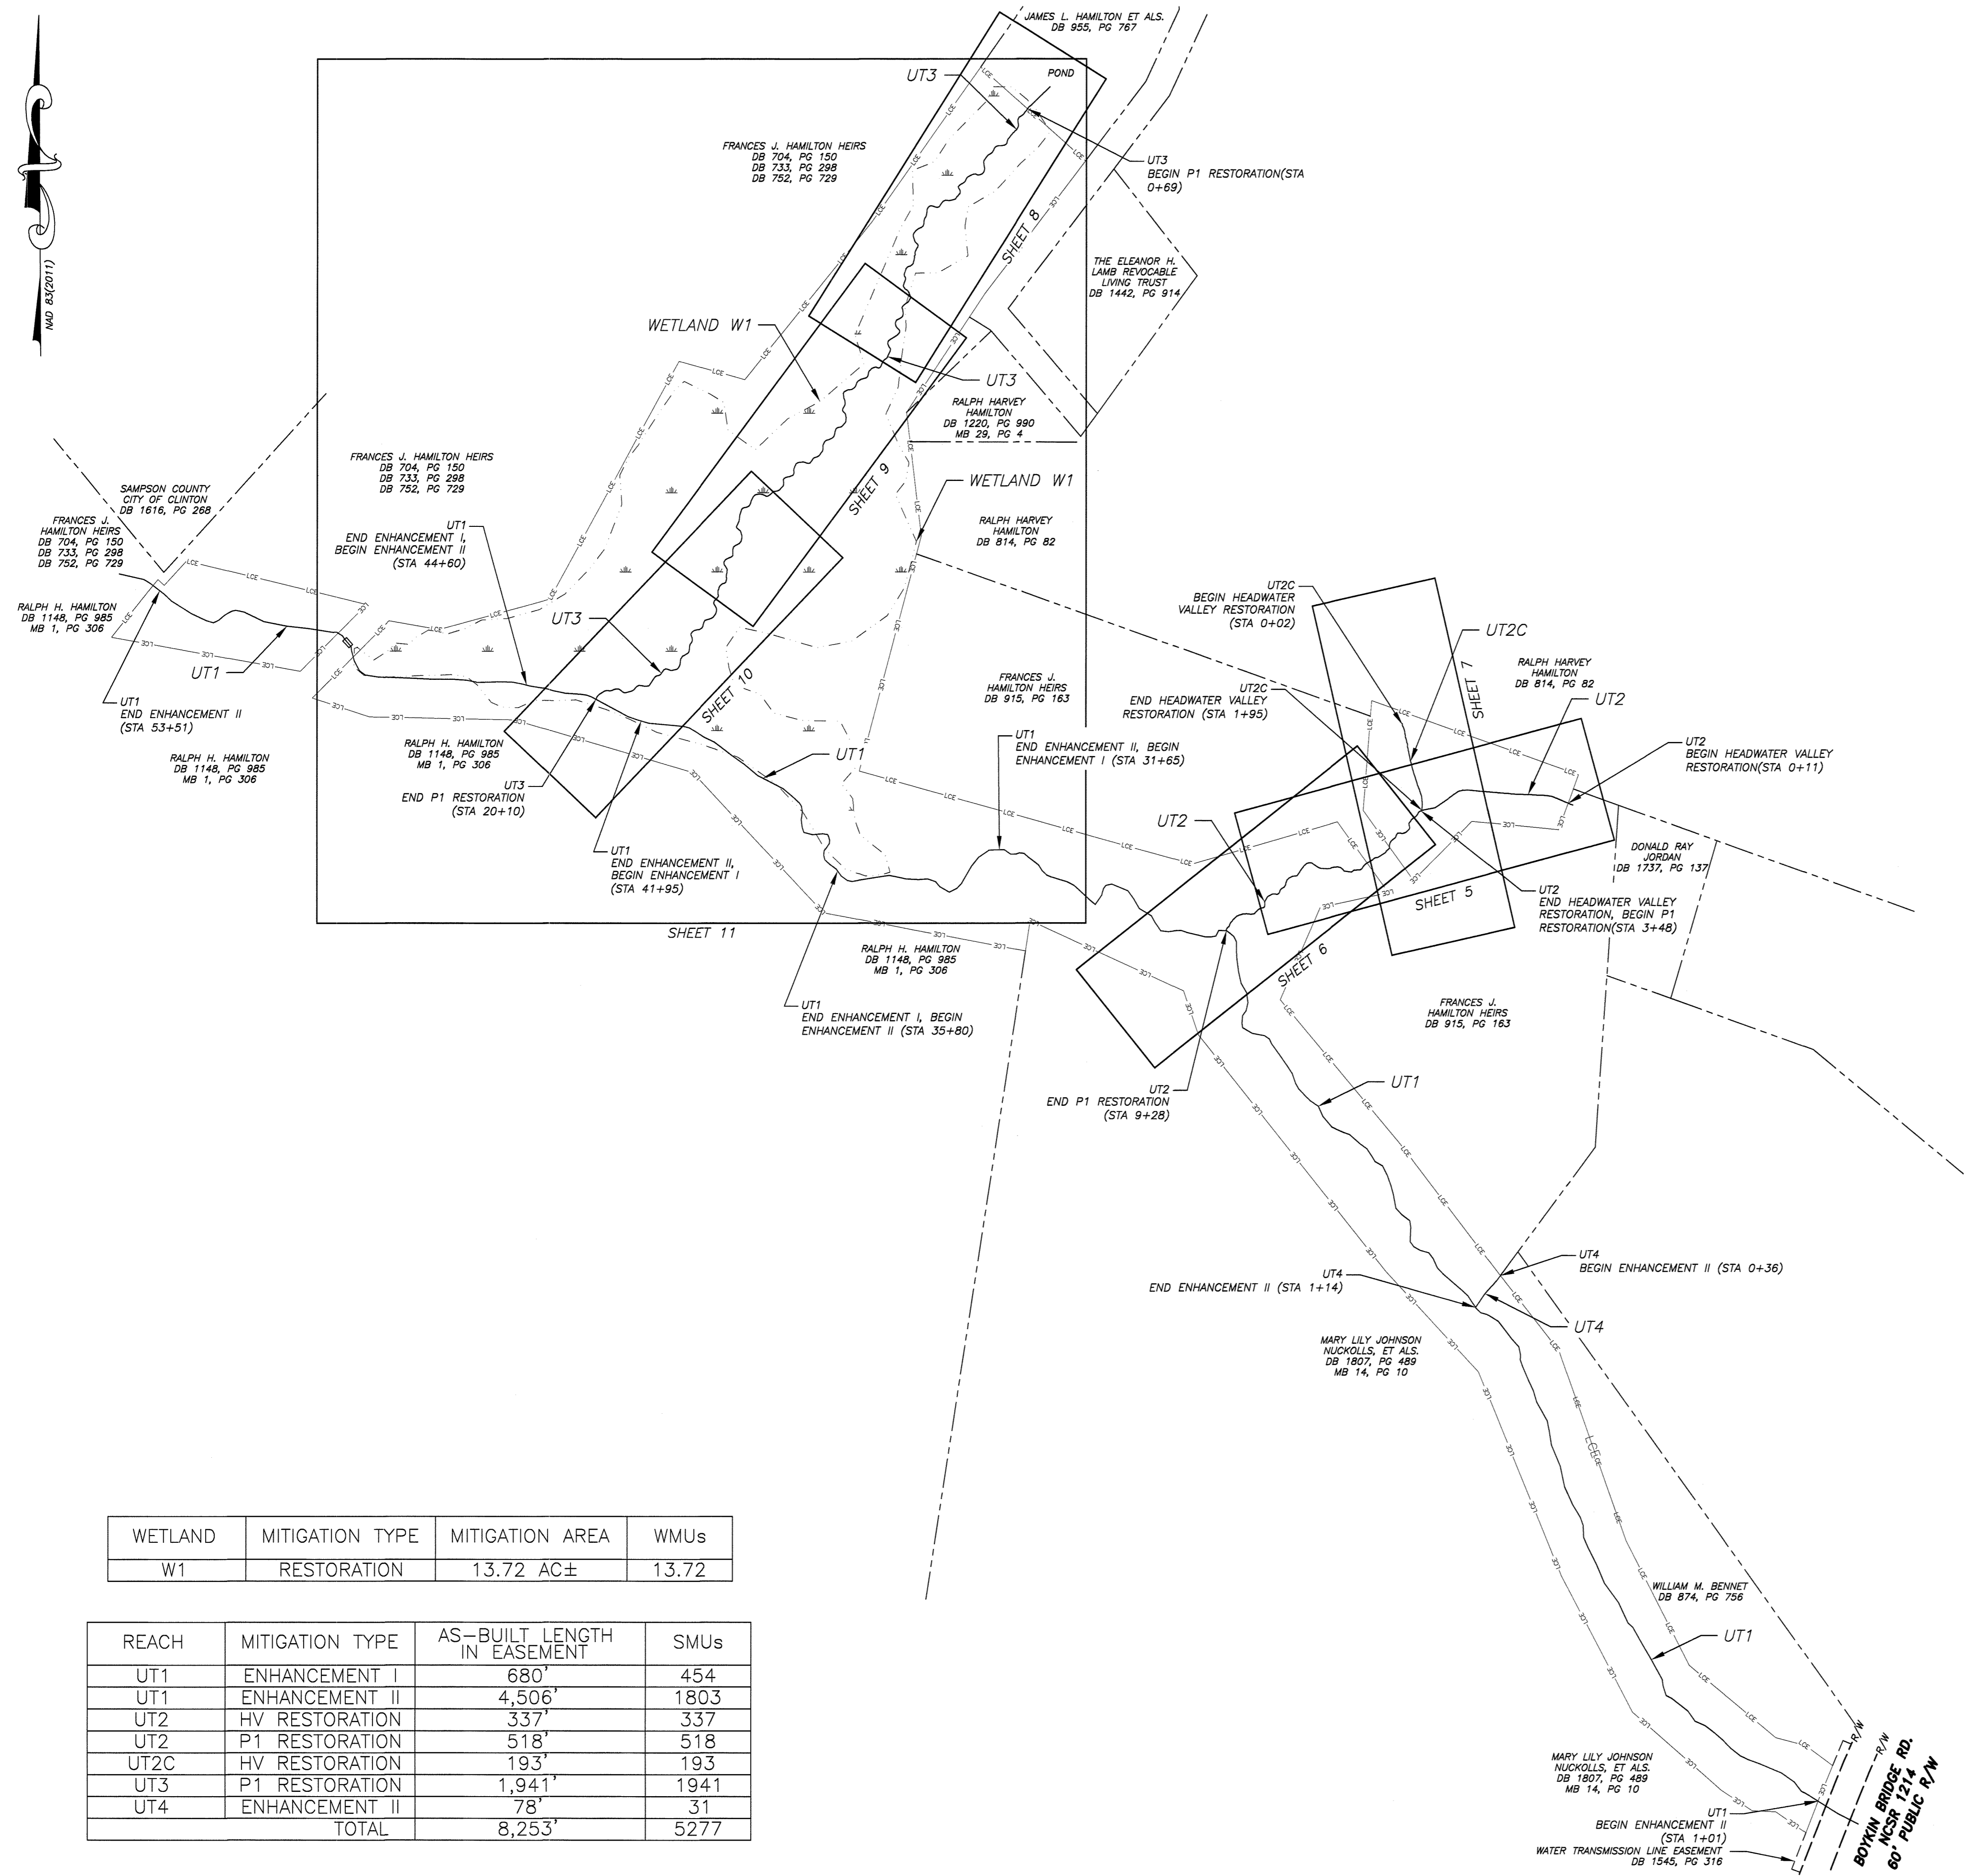 JAMES L. HAMILTON ET ALS.
DB 955, PG 767
UT3
POND
FRANCES J. HAMILTON HEIRS
DB 704, PG 150
DB 733, PG 298
DB 752, PG 729
UT3
BEGIN P1 RESTORATION(STA
0+69)
NAD 83(2011)
SHEET 8
THE ELEANOR H.
LAMB REVOCABLE
LIVING TRUST
DB 1442, PG 914
WETLAND W1
UT3
RALPH HARVEY
HAMILTON
DB 1220, PG 990
MB 29, PG 4
FRANCES J. HAMILTON HEIRS
DB 704, PG 150
DB 733, PG 298
DB 752, PG 729
SHEET 9
WETLAND W1
SAMPSON COUNTY
CITY OF CLINTON
DB 1616, PG 268
FRANCES J.
HAMILTON HEIRS
DB 704, PG 150
DB 733, PG 298
DB 752, PG 729
UT1
END ENHANCEMENT I,
BEGIN ENHANCEMENT II
(STA 44+60)
RALPH HARVEY
HAMILTON
DB 814, PG 82
RALPH H. HAMILTON
DB 1148, PG 985
MB 1, PG 306
UT3
UT2C
BEGIN HEADWATER
VALLEY RESTORATION
(STA 0+02)
UT2C
UT1
SHEET 10
FRANCES J.
HAMILTON HEIRS
DB 915, PG 163
UT2C
END HEADWATER VALLEY
RESTORATION (STA 1+95)
SHEET 7
RALPH HARVEY
HAMILTON
DB 814, PG 82
UT2
UT1
END ENHANCEMENT II
(STA 53+51)
RALPH H. HAMILTON
DB 1148, PG 985
MB 1, PG 306
RALPH H. HAMILTON
DB 1148, PG 985
MB 1, PG 306
UT1
UT1
END ENHANCEMENT II, BEGIN
ENHANCEMENT I (STA 31+65)
UT2
BEGIN HEADWATER VALLEY
RESTORATION(STA 0+11)
UT3
END P1 RESTORATION
(STA 20+10)
UT2
UT1
END ENHANCEMENT II,
BEGIN ENHANCEMENT I
(STA 41+95)
DONALD RAY
JORDAN
DB 1737, PG 137
SHEET 5
UT2
END HEADWATER VALLEY
RESTORATION, BEGIN P1
RESTORATION(STA 3+48)
SHEET 11
RALPH H. HAMILTON
DB 1148, PG 985
MB 1, PG 306
SHEET 6
UT1
END ENHANCEMENT I, BEGIN
ENHANCEMENT II (STA 35+80)
FRANCES J.
HAMILTON HEIRS
DB 915, PG 163
UT2
END P1 RESTORATION
(STA 9+28)
UT1
UT4
BEGIN ENHANCEMENT II (STA 0+36)
UT4
END ENHANCEMENT II (STA 1+14)
UT4
MARY LILY JOHNSON
NUCKOLLS, ET ALS.
DB 1807, PG 489
MB 14, PG 10
LCE
WETLAND MITIGATION TYPE MITIGATION AREA WMUs
W1 RESTORATION 13.72 AC± 13.72
WILLIAM M. BENNET
DB 874, PG 756
UT1
REACH MITIGATION TYPE AS-BUILT LENGTH IN EASEMENT SMUs
UT1 ENHANCEMENT I 680' 454
UT1 ENHANCEMENT II 4,506' 1803
UT2 HV RESTORATION 337' 337
UT2 P1 RESTORATION 518' 518
UT2C HV RESTORATION 193' 193
UT3 P1 RESTORATION 1,941' 1941
UT4 ENHANCEMENT II 78' 31
TOTAL 8,253' 5277
MARY LILY JOHNSON
NUCKOLLS, ET ALS.
DB 1807, PG 489
MB 14, PG 10
R/W
R/W
UT1
BEGIN ENHANCEMENT II
(STA 1+01)
WATER TRANSMISSION LINE EASEMENT
DB 1545, PG 316
BOYKIN BRIDGE RD.
NCSR 1214
60' PUBLIC R/W